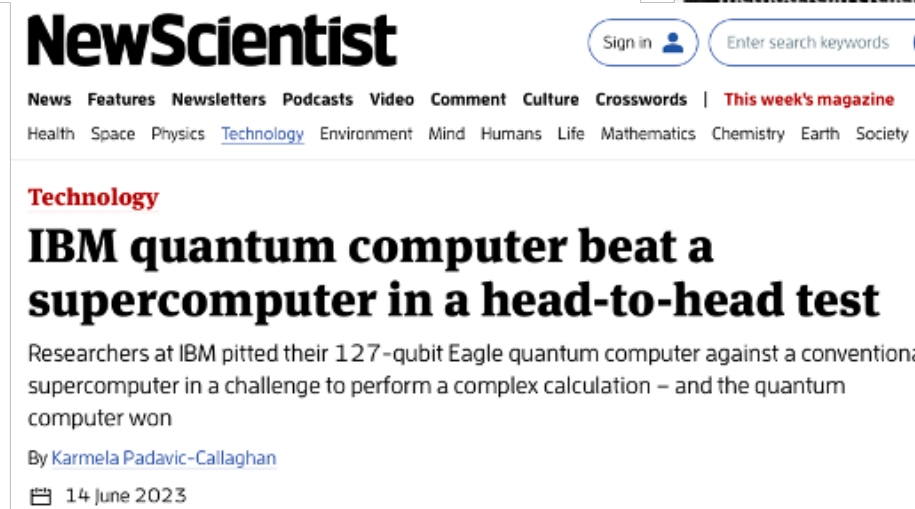 NewScientist
Sign in
Enter search keywords
News Features Newsletters Podcasts Video Comment Culture Crosswords | This week's magazine
Health Space Physics Technology Environment Mind Humans Life Mathematics Chemistry Earth Society
Technology
IBM quantum computer beat a
supercomputer in a head-to-head test
Researchers at IBM pitted their 127-qubit Eagle quantum computer against a
supercomputer in a challenge to perform a complex calculation – and the quantum
computer won
By Karmela Padavic-Callaghan
14 June 2023